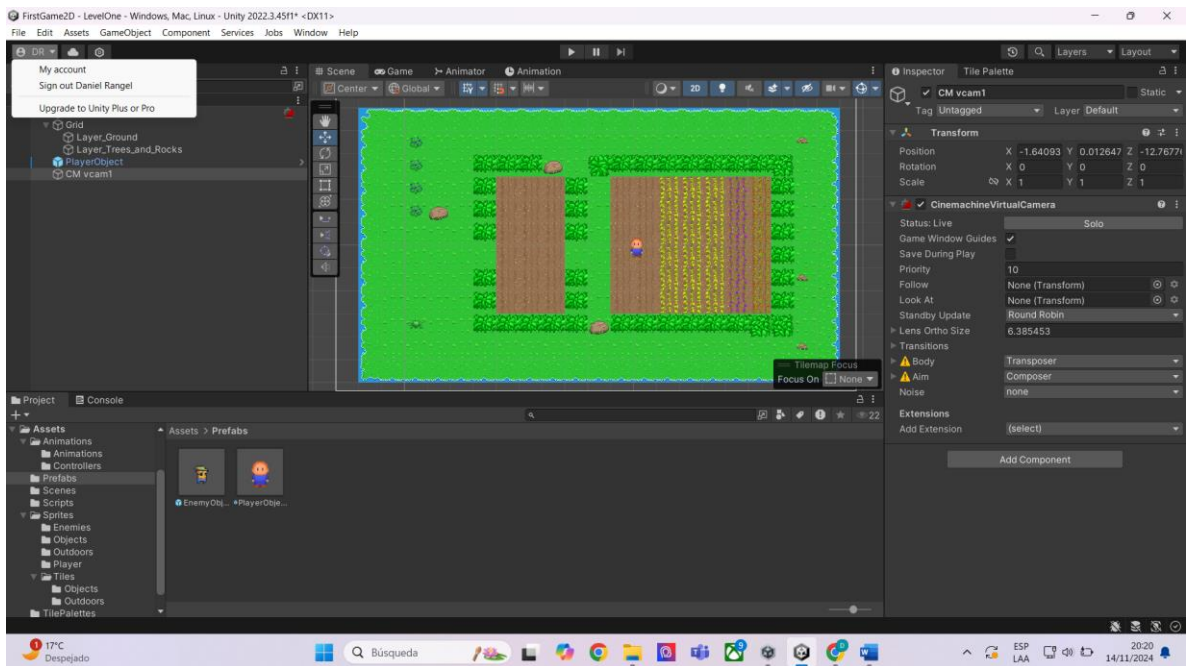 FirstGame2D - LevelOne - Windows, Mac, Linux - Unity 2022.3.45f1* <DX11>
File Edit Assets GameObject Component Services Jobs Window Help
DR
Layers Layout
My account
Sign out Daniel Rangel
Upgrade to Unity Plus or Pro
Grid
Layer_Ground
Layer_Trees_and_Rocks
PlayerObject
CM vcam1
Scene Game Animator Animation
Center Global 2D
Tilemap Focus
Focus On None
Inspector Tile Palette
CM vcam1 Static
Tag Untagged Layer Default
Transform
Position X -1.64093 Y 0.012647 Z -12.7677
Rotation X 0 Y 0 Z 0
Scale X 1 Y 1 Z 1
CinemachineVirtualCamera
Status: Live Solo
Game Window Guides
Save During Play
Priority 10
Follow None (Transform)
Look At None (Transform)
Standby Update Round Robin
Lens Ortho Size 6.385453
Transitions
Body Transposer
Aim Composer
Noise none
Extensions
Add Extension (select)
Add Component
Project Console
22
Assets
Animations
Animations
Controllers
Prefabs
Scenes
Scripts
Sprites
Enemies
Objects
Outdoors
Player
Tiles
Objects
Outdoors
TilePalettes
Assets > Prefabs
EnemyObj... PlayerObje...
1
17°C
Despejado
Búsqueda
9
ESP
LAA
20:20
14/11/2024